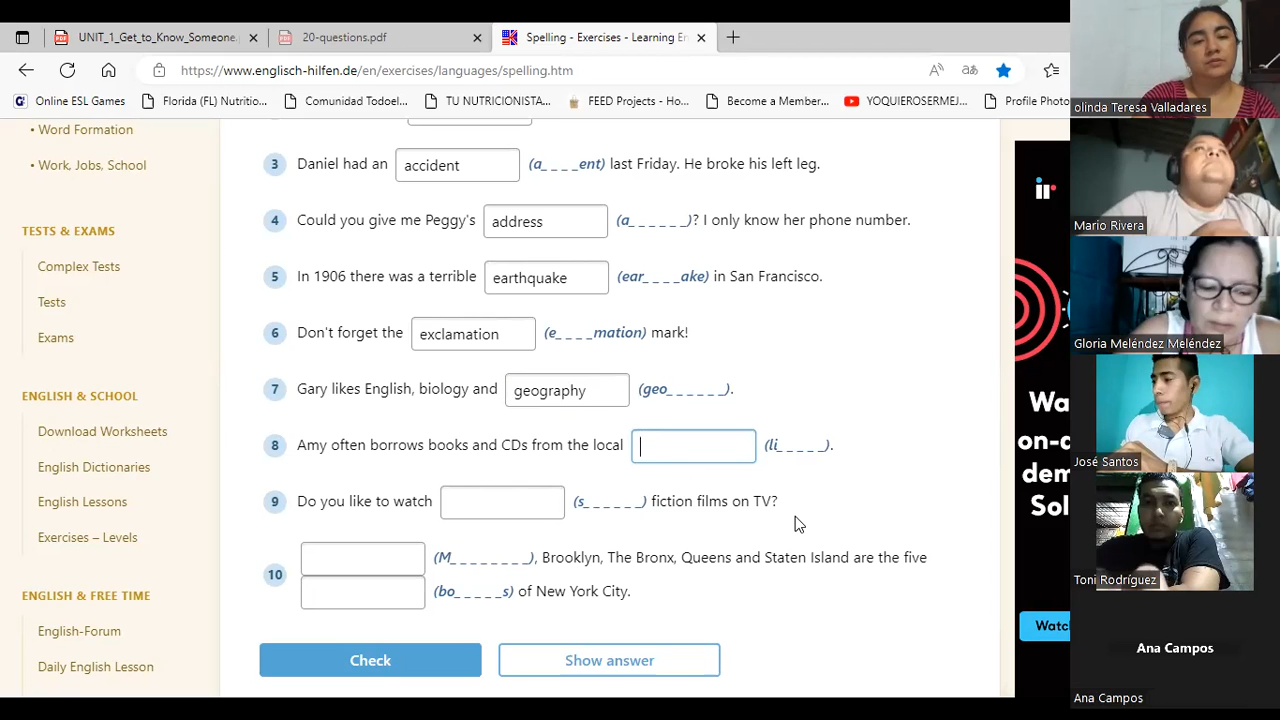 UNIT_1_Get_to_Know_Someone.
20-questions.pdf
Spelling - Exercises - Learning En
https://www.englisch-hilfen.de/en/exercises/languages/spelling.htm
Online ESL Games
Florida (FL) Nutritio...
Comunidad Todoel...
TU NUTRICIONISTA...
FEED Projects - Ho...
Become a Member...
YOQUIEROSERMEJ...
Profile Photo
• Word Formation
• Work, Jobs, School
TESTS & EXAMS
Complex Tests
Tests
Exams
ENGLISH & SCHOOL
Download Worksheets
English Dictionaries
English Lessons
Exercises – Levels
ENGLISH & FREE TIME
English-Forum
Daily English Lesson
3 Daniel had an accident (a_ _ _ _ent) last Friday. He broke his left leg.
4 Could you give me Peggy's address (a_ _ _ _ _ _)? I only know her phone number.
5 In 1906 there was a terrible earthquake (ear_ _ _ _ake) in San Francisco.
6 Don't forget the exclamation (e_ _ _ _mation) mark!
7 Gary likes English, biology and geography (geo_ _ _ _ _ _).
8 Amy often borrows books and CDs from the local (li_ _ _ _ _).
9 Do you like to watch (s_ _ _ _ _ _) fiction films on TV?
10 (M_ _ _ _ _ _ _ _), Brooklyn, The Bronx, Queens and Staten Island are the five
(bo_ _ _ _ _s) of New York City.
Check
Show answer
Wa
on-d
dem
Sol
Watc
olinda Teresa Valladares
Mario Rivera
Gloria Meléndez Meléndez
José Santos
Toni Rodríguez
Ana Campos
Ana Campos